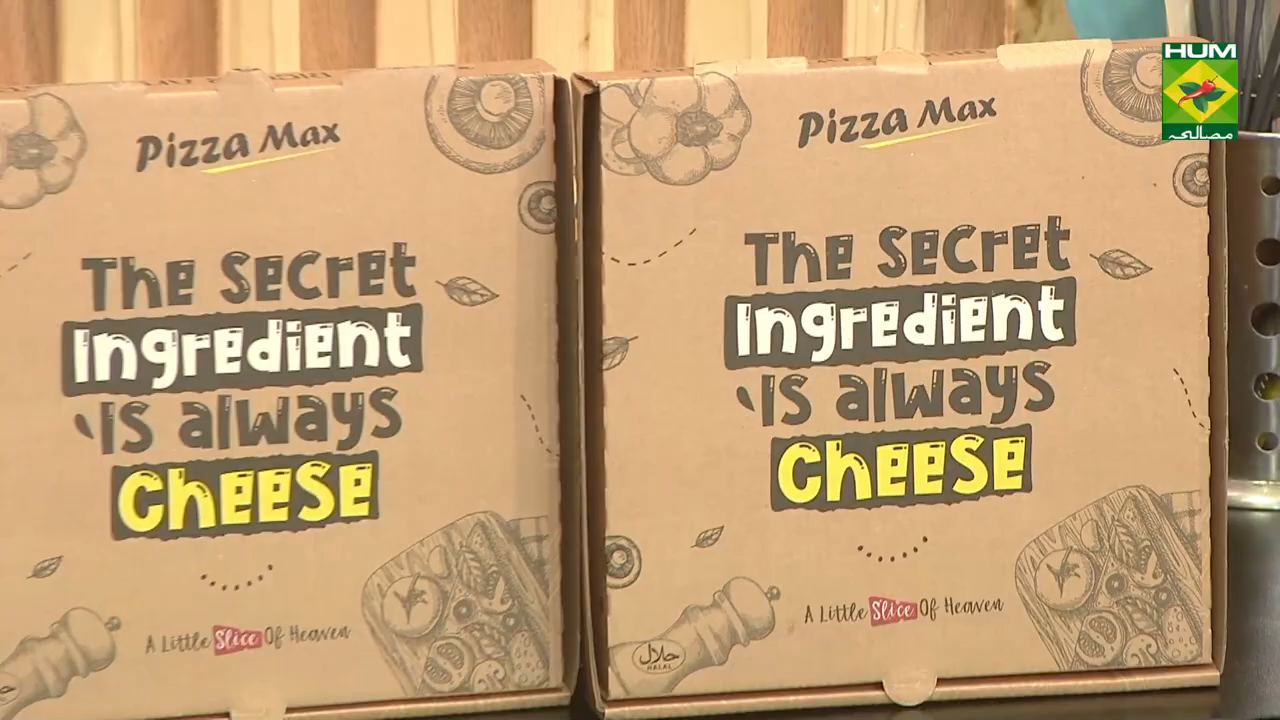 HUM
مصالحہ
Pizza Max
The Secret
Ingredient
is always
CHEESE
A Little Slice Of Heaven
Pizza Max
The Secret
Ingredient
is always
CHEESE
A Little Slice Of Heaven
حلال
HALAL